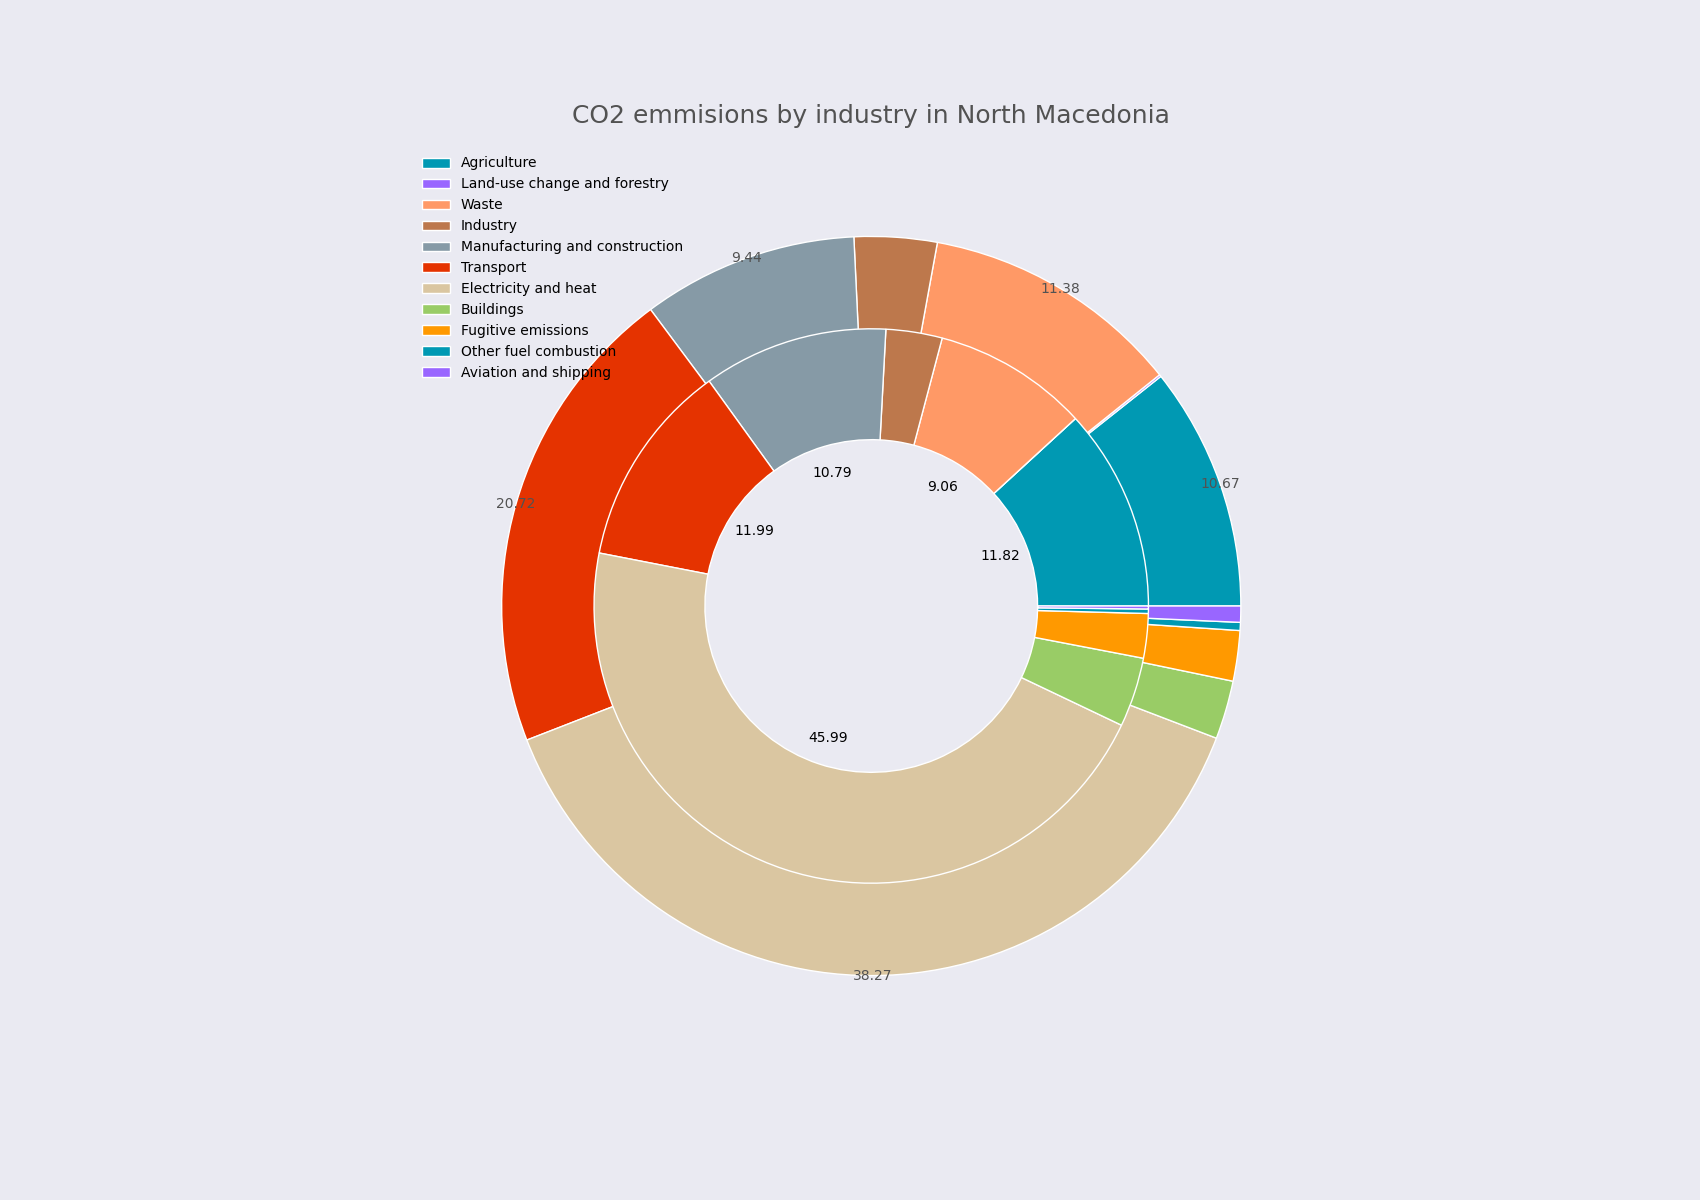 CO2 emmisions by industry in North Macedonia
Agriculture
Land-use change and forestry
Waste
Industry
Manufacturing and construction
Transport
Electricity and heat
Buildings
Fugitive emissions
Other fuel combustion
Aviation and shipping
9.44
11.38
10.79
10.67
9.06
20.72
11.99
11.82
45.99
38.27